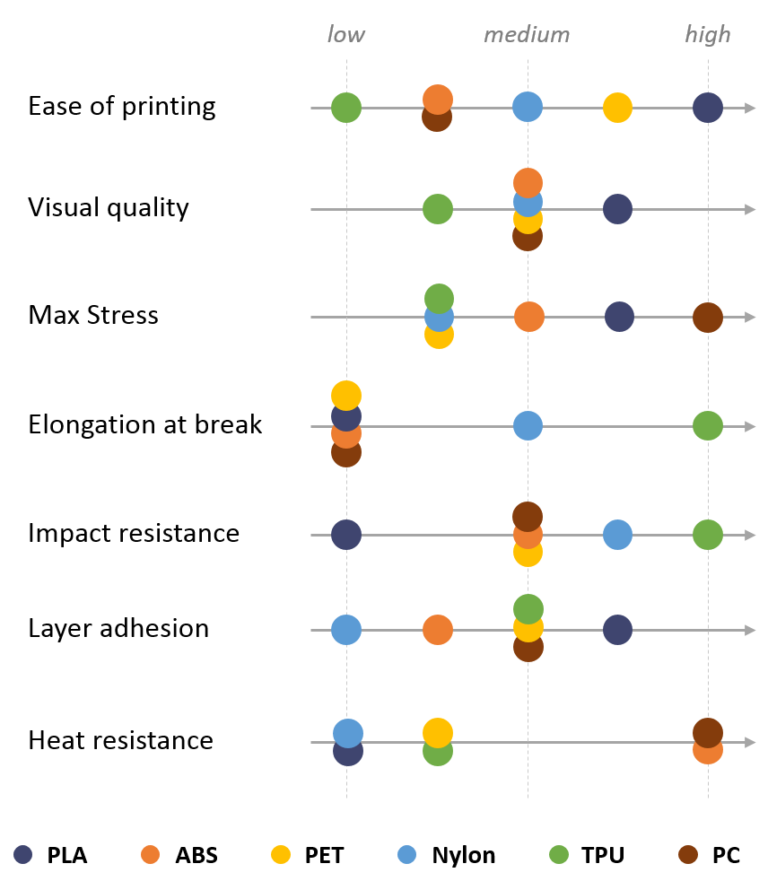 low medium high
Ease of printing
Visual quality
Max Stress
Elongation at break
Impact resistance
Layer adhesion
Heat resistance
PLA ABS PET Nylon TPU PC